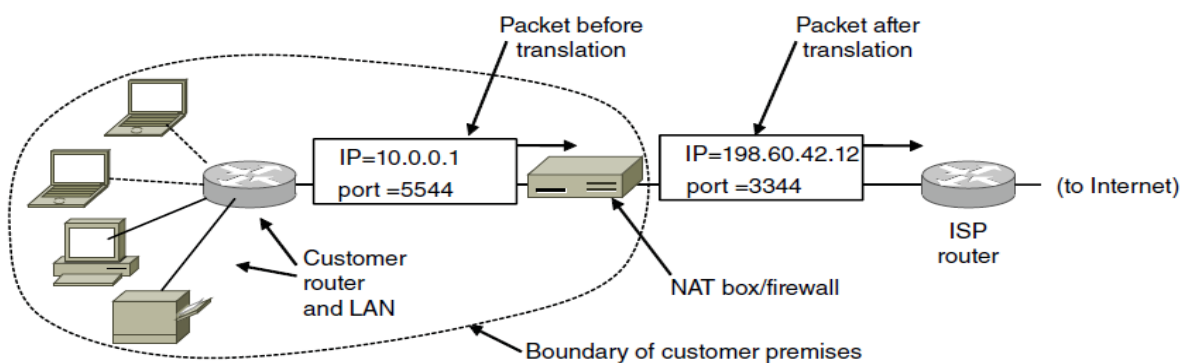 Packet before
translation
Packet after
translation
IP=10.0.0.1
port =5544
IP=198.60.42.12
port =3344
(to Internet)
ISP
router
Customer
router
and LAN
NAT box/firewall
Boundary of customer premises